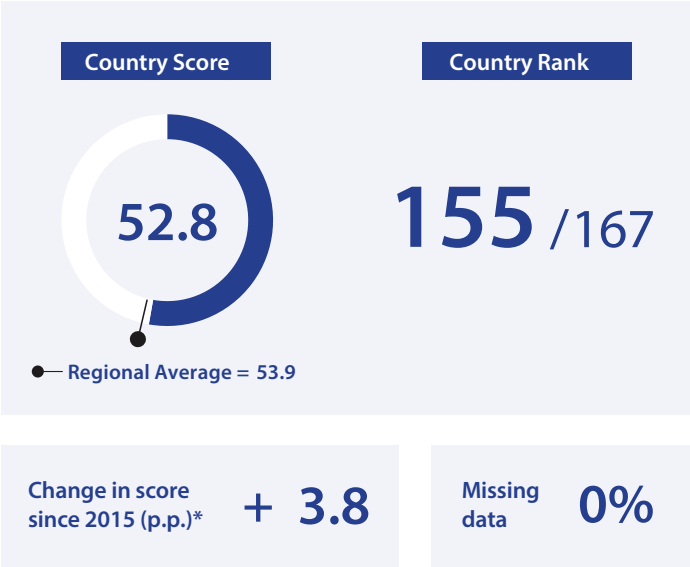 Country Score
Country Rank
52.8
155 /167
Regional Average = 53.9
Change in score
since 2015 (p.p.)*
+ 3.8
Missing
data
0%